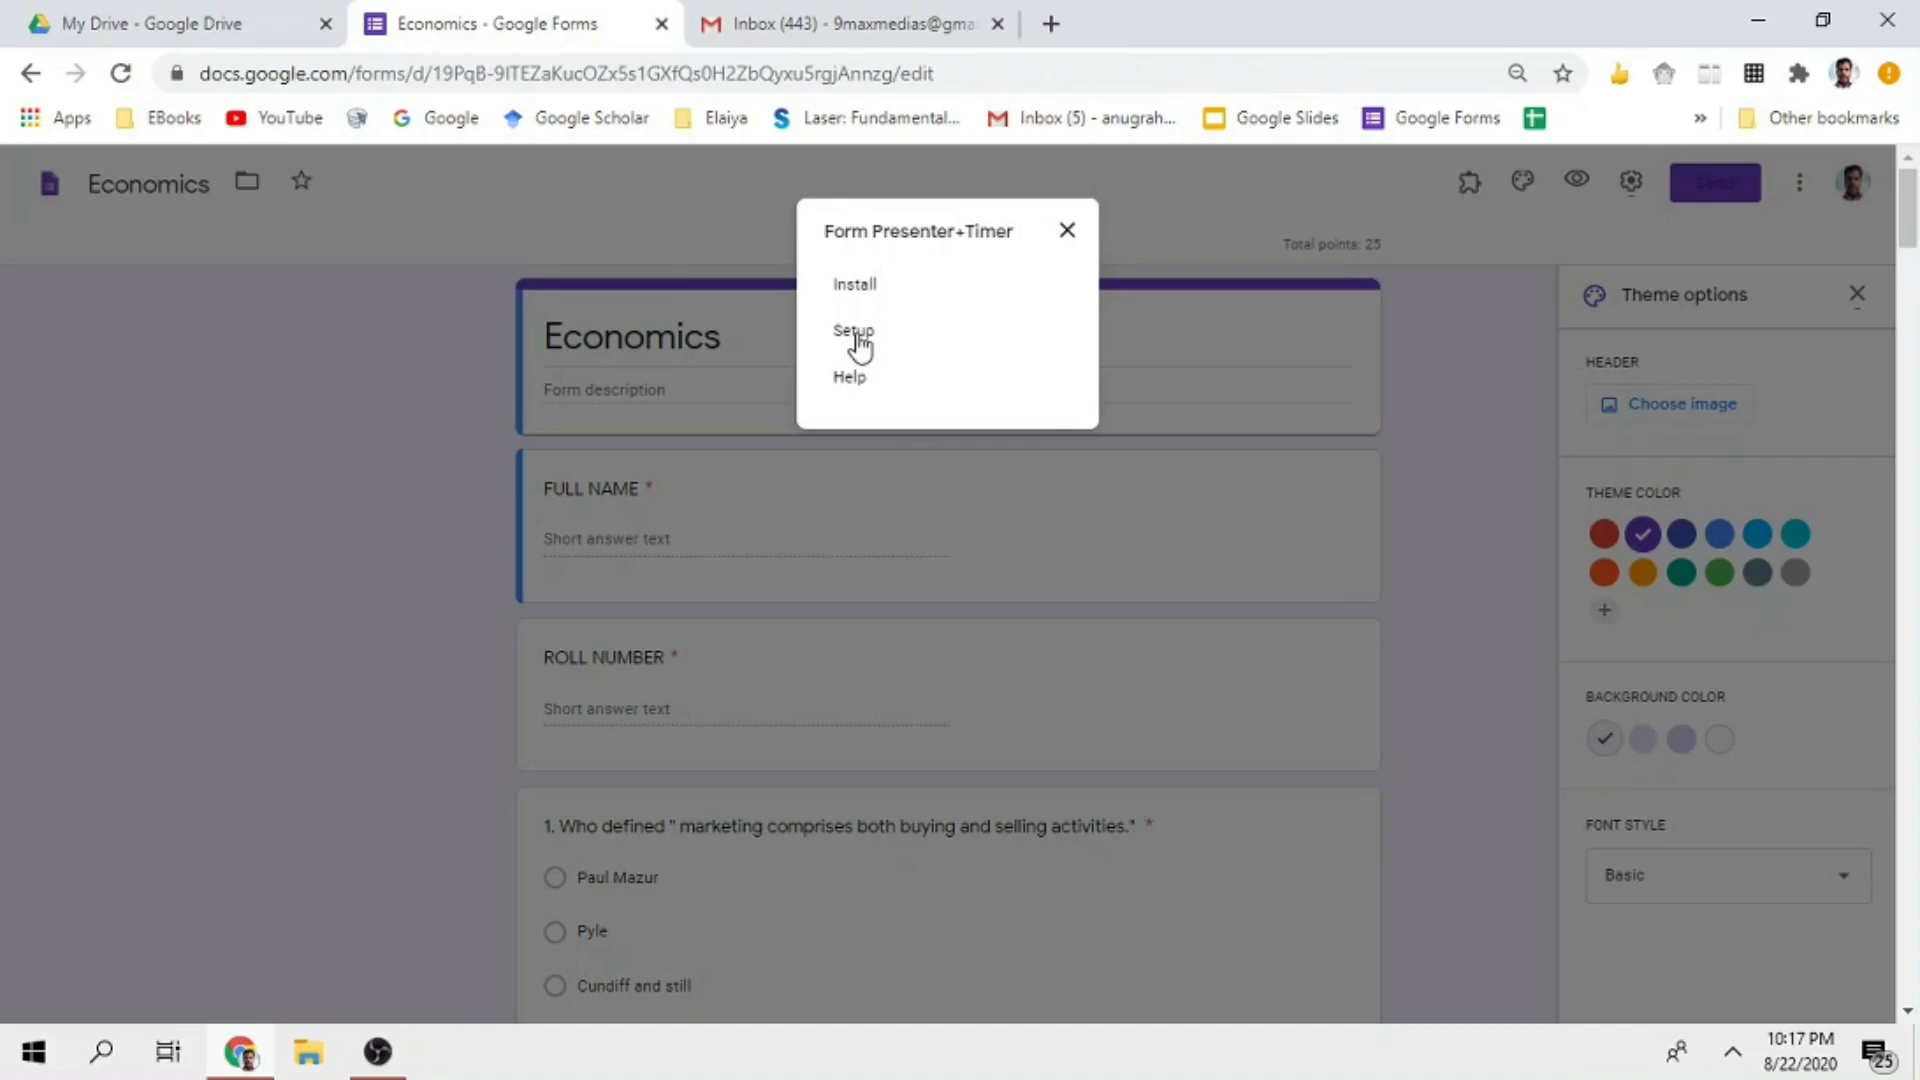 My Drive - Google Drive
Economics - Google Forms
Inbox (443) - 9maxmedias@gma
docs.google.com/forms/d/19PqB-9lTEZaKucOZx5s1GXfQs0H2ZbQyxu5rgjAnnzg/edit
Apps
EBooks
YouTube
Google
Google Scholar
Elaiya
Laser: Fundamental...
Inbox (5) - anugrah...
Google Slides
Google Forms
»
Other bookmarks
Economics
Send
Total points: 25
Form Presenter+Timer
Install
Setup
Help
Economics
Form description
FULL NAME *
Short answer text
ROLL NUMBER *
Short answer text
1. Who defined " marketing comprises both buying and selling activities." *
Paul Mazur
Pyle
Cundiff and still
Theme options
HEADER
Choose image
THEME COLOR
BACKGROUND COLOR
FONT STYLE
Basic
10:17 PM
8/22/2020
25